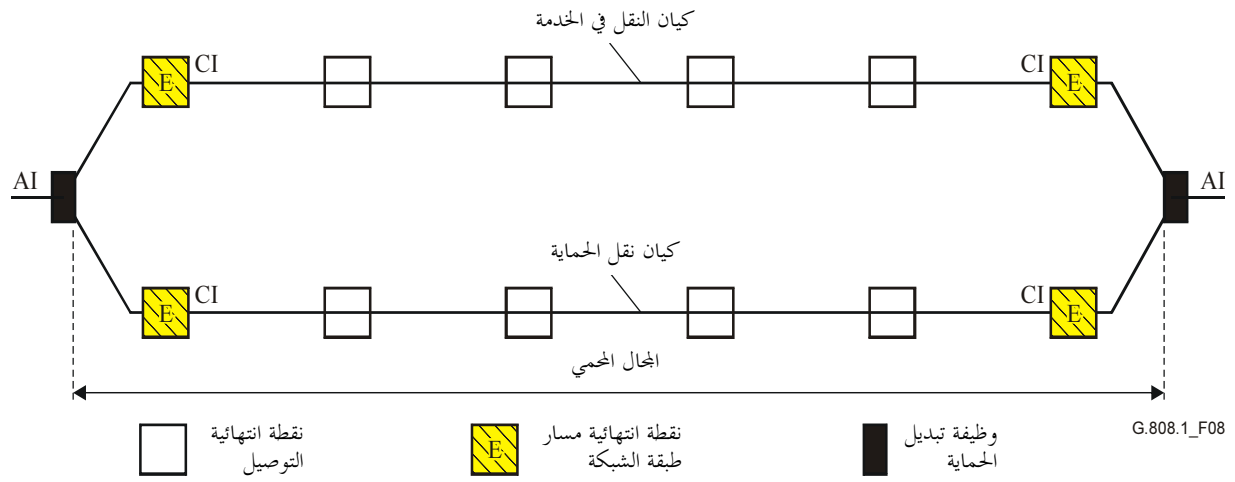 كيان النقل في الخدمة
CI
CI
E
E
AI
AI
كيان نقل الحماية
CI
CI
E
E
المجال المحمي
G.808.1_F08
وظيفة تبديل
الحماية
نقطة انتهائية مسار
طبقة الشبكة
E
نقطة انتهائية
التوصيل